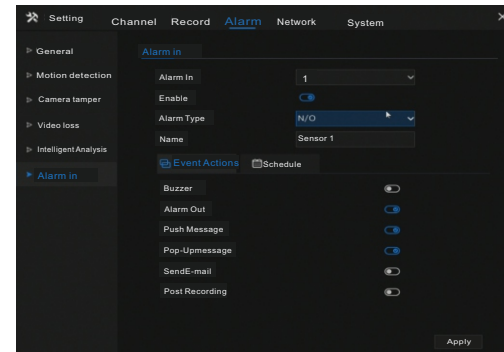 Setting
Channel Record Alarm Network System
General
Motion detection
Camera tamper
Video loss
Intelligent Analysis
Alarm in
Alarm in
Alarm In 1
Enable
Alarm Type N/O
Name Sensor 1
Event Actions Schedule
Buzzer
Alarm Out
Push Message
Pop-Upmessage
SendE-mail
Post Recording
Apply